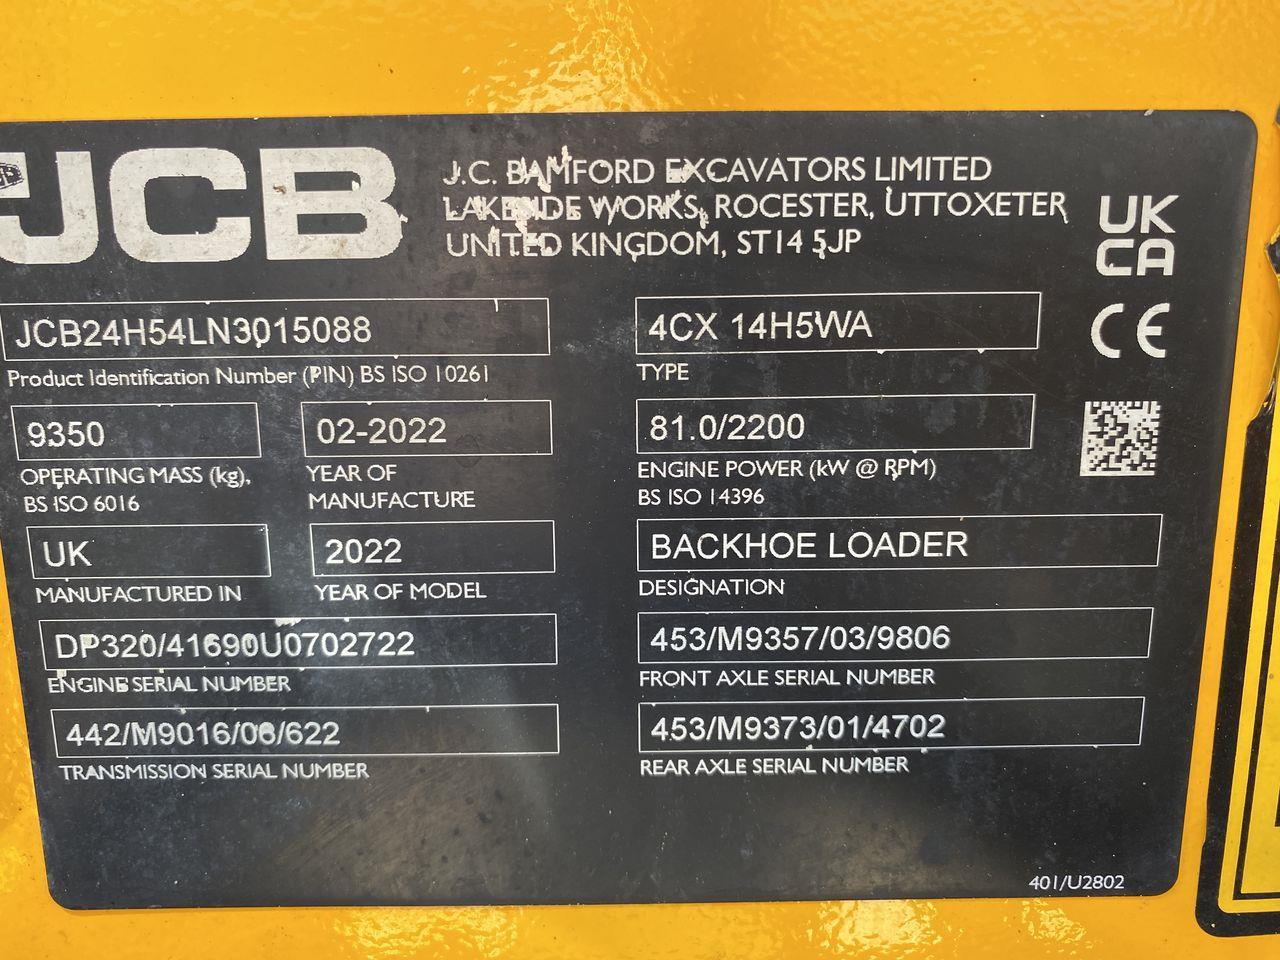 JCB
J.C. BAMFORD EXCAVATORS LIMITED
LAKESIDE WORKS, ROCESTER, UTTOXETER
UNITED KINGDOM, ST14 5JP
UK
CA
CE
JCB24H54LN3015088
Product Identification Number (PIN) BS ISO 10261
4CX 14H5WA
TYPE
9350
OPERATING MASS (kg),
BS ISO 6016
02-2022
YEAR OF
MANUFACTURE
81.0/2200
ENGINE POWER (kW @ RPM)
BS ISO 14396
UK
MANUFACTURED IN
2022
YEAR OF MODEL
BACKHOE LOADER
DESIGNATION
DP320/41690U0702722
ENGINE SERIAL NUMBER
453/M9357/03/9806
FRONT AXLE SERIAL NUMBER
442/M9016/06/622
TRANSMISSION SERIAL NUMBER
453/M9373/01/4702
REAR AXLE SERIAL NUMBER
401/U2802